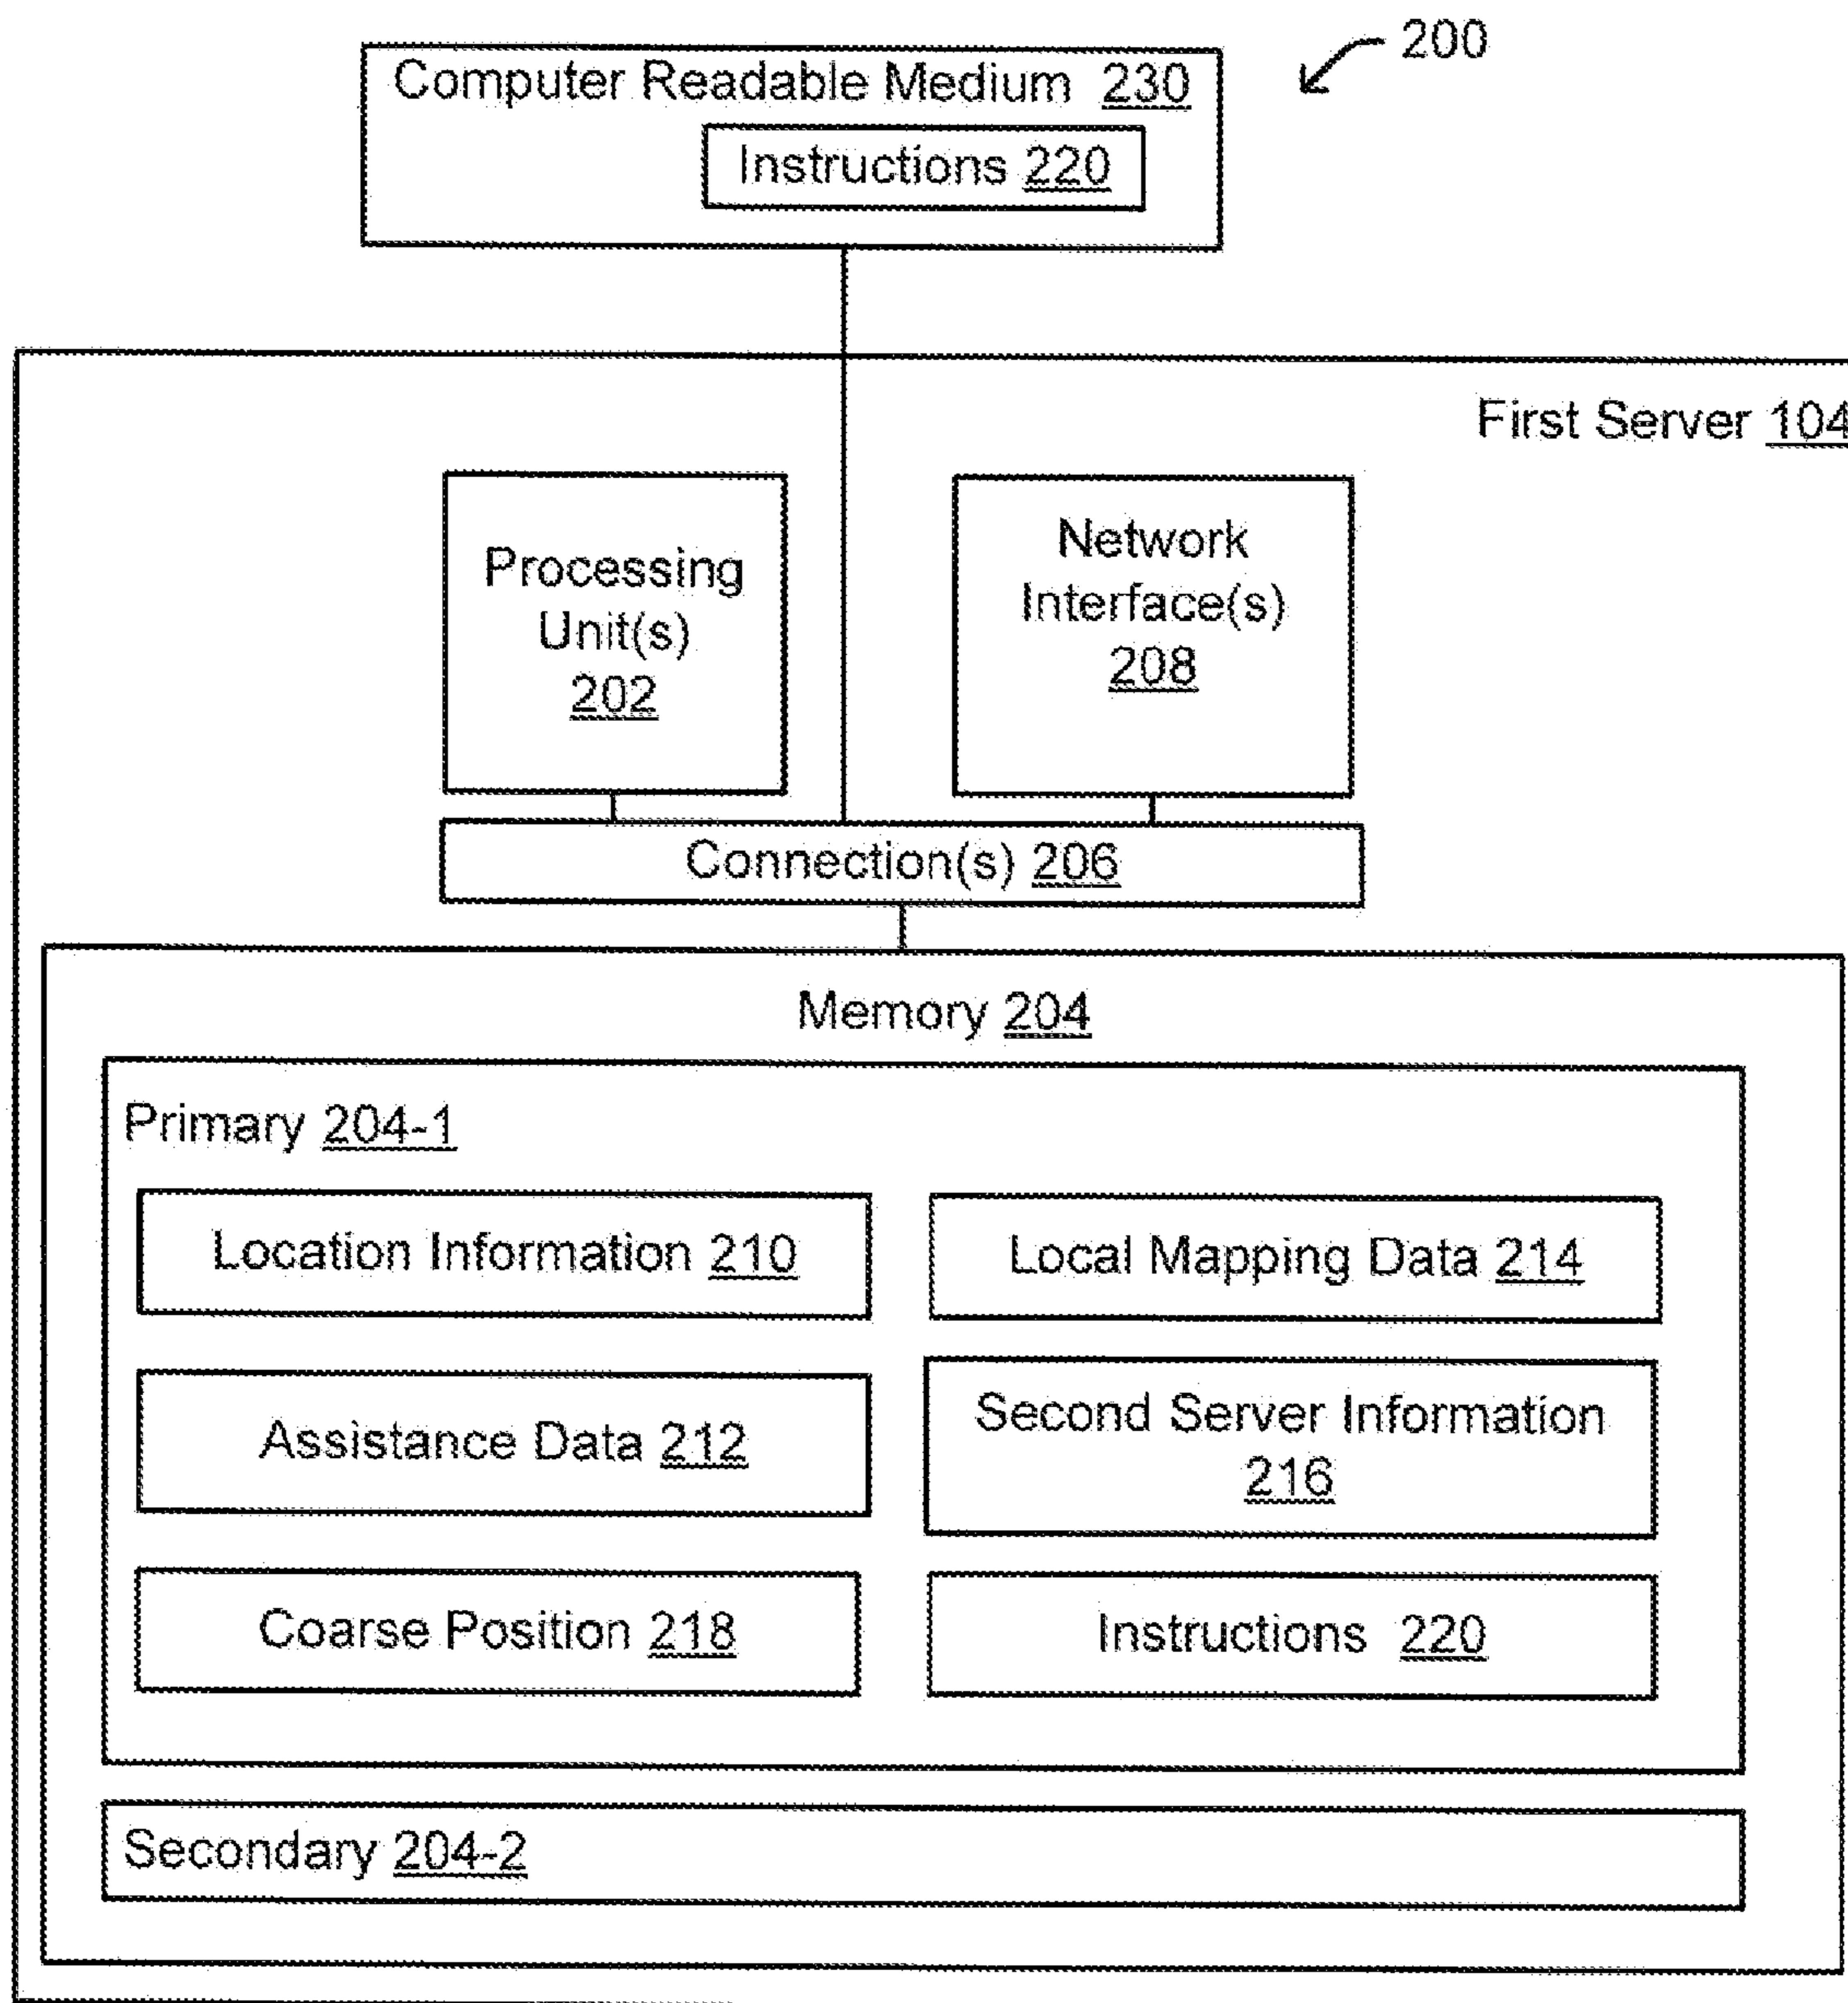 200
Computer Readable Medium 230
Instructions 220
First Server 104
Processing
Unit(s)
202
Network
Interface(s)
208
Connection(s) 206
Memory 204
Primary 204-1
Location Information 210
Local Mapping Data 214
Assistance Data 212
Second Server Information
216
Coarse Position 218
Instructions 220
Secondary 204-2